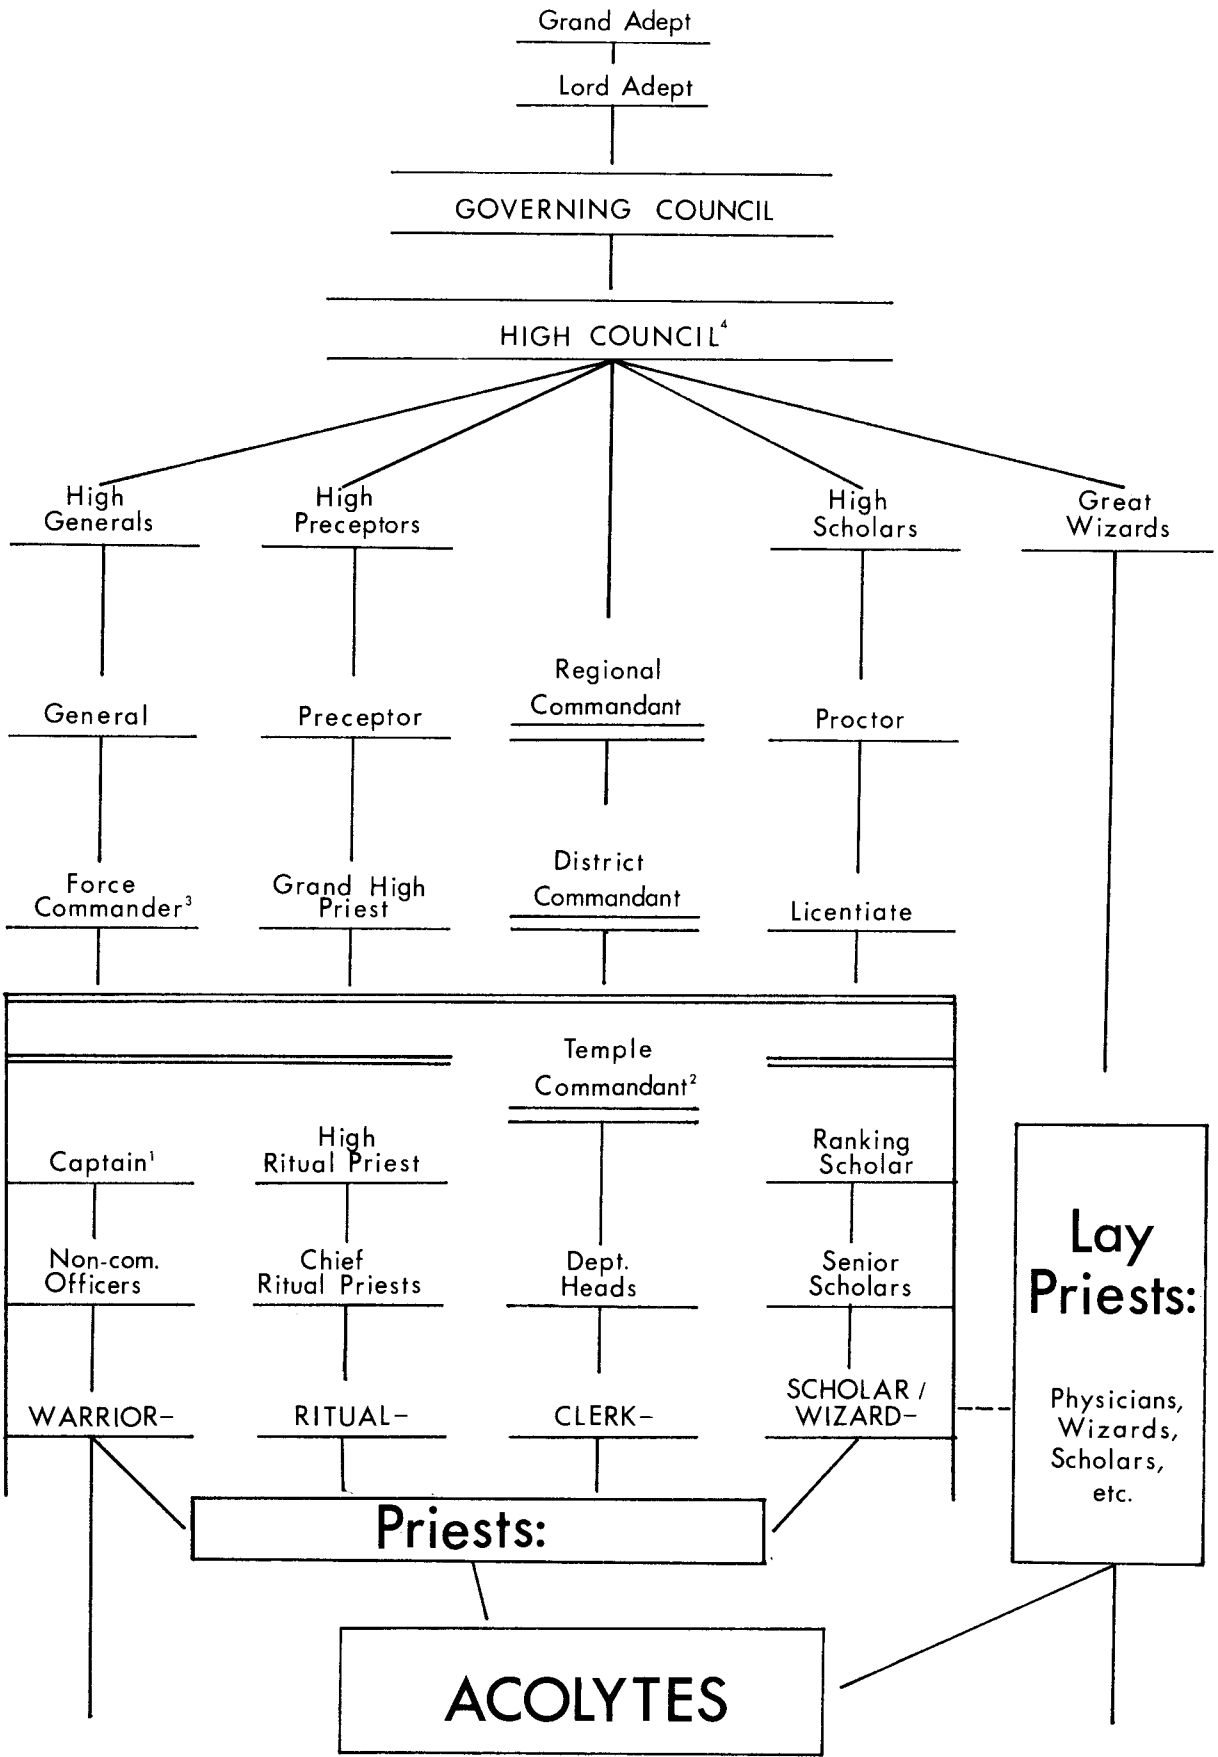 Grand Adept
Lord Adept
GOVERNING COUNCIL
HIGH COUNCIL⁴
High
Generals
High
Preceptors
High
Scholars
Great
Wizards
General
Preceptor
Regional
Commandant
Proctor
Force
Commander³
Grand High
Priest
District
Commandant
Licentiate
Temple
Commandant²
Captain¹
High
Ritual Priest
Ranking
Scholar
Non-com.
Officers
Chief
Ritual Priests
Dept.
Heads
Senior
Scholars
WARRIOR–
RITUAL–
CLERK–
SCHOLAR /
WIZARD–
Lay
Priests:
Physicians,
Wizards,
Scholars,
etc.
Priests:
ACOLYTES